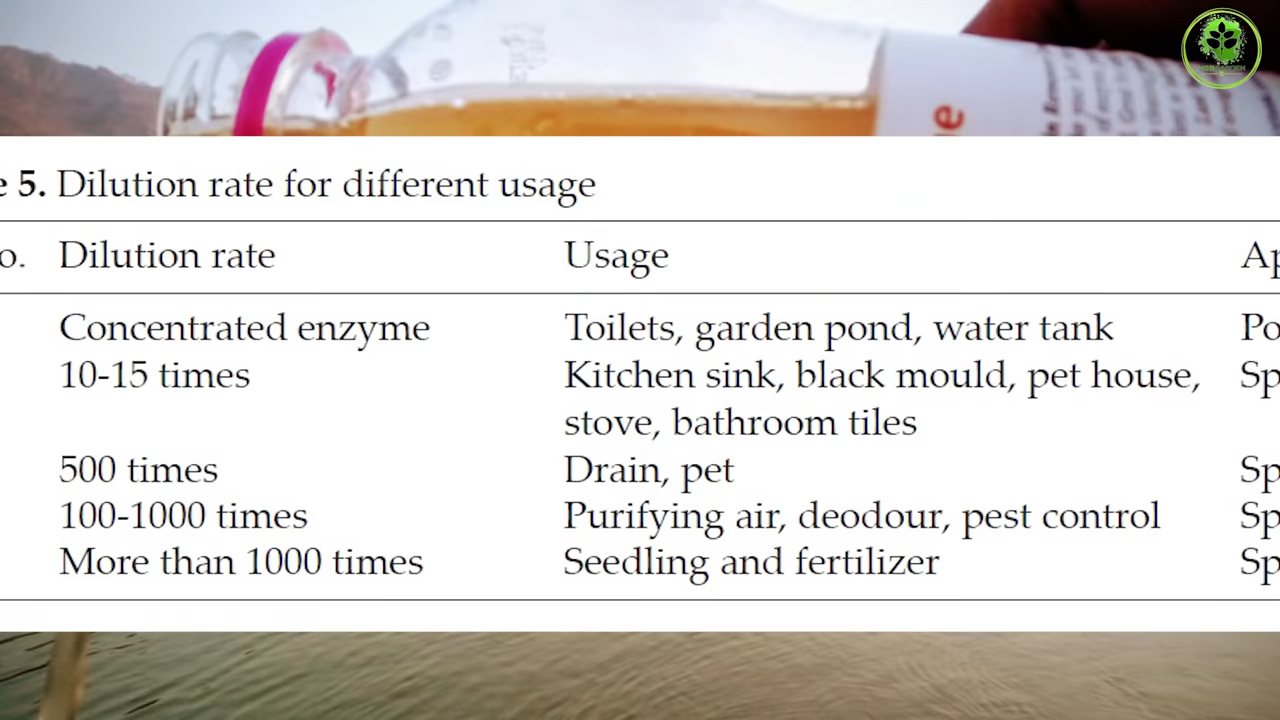 e 5. Dilution rate for different usage
o. Dilution rate Usage Ap
Concentrated enzyme Toilets, garden pond, water tank Po
10-15 times Kitchen sink, black mould, pet house, Sp
stove, bathroom tiles
500 times Drain, pet Sp
100-1000 times Purifying air, deodour, pest control Sp
More than 1000 times Seedling and fertilizer Sp